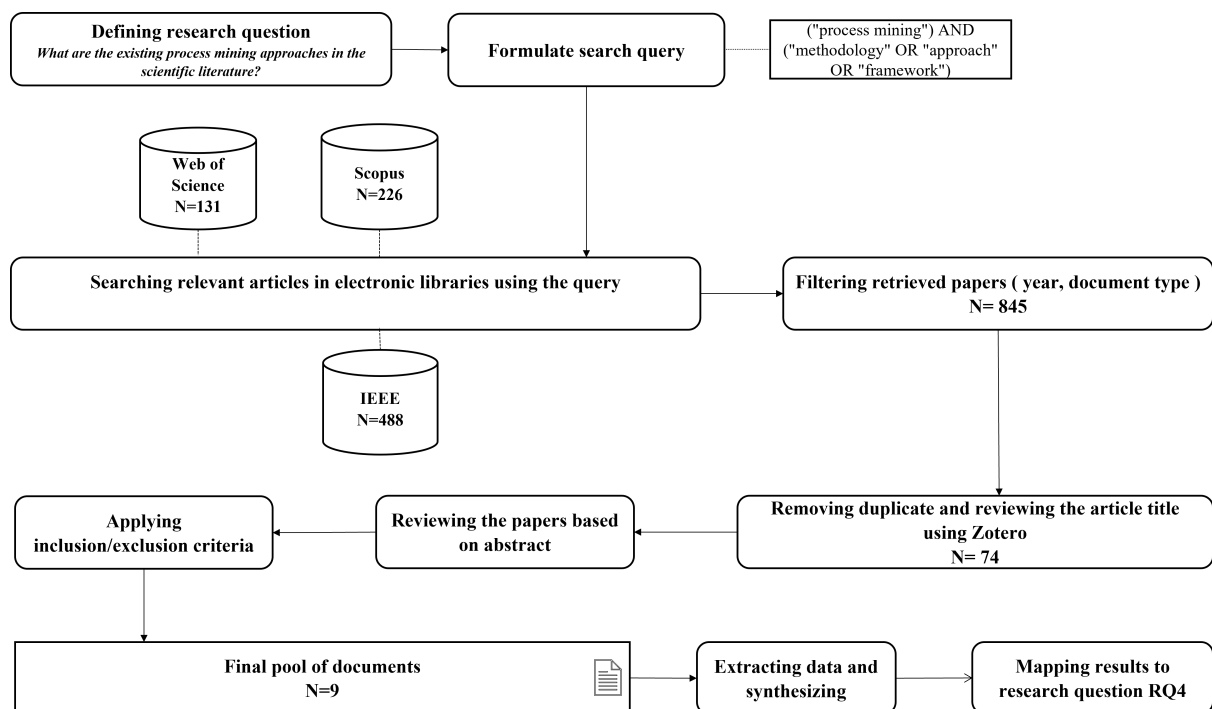 Defining research question
What are the existing process mining approaches in the
scientific literature?
Formulate search query
("process mining") AND
("methodology" OR "approach"
OR "framework")
Web of
Science
N=131
Scopus
N=226
Searching relevant articles in electronic libraries using the query
Filtering retrieved papers ( year, document type )
N= 845
IEEE
N=488
Applying
inclusion/exclusion criteria
Reviewing the papers based
on abstract
Removing duplicate and reviewing the article title
using Zotero
N= 74
Final pool of documents
N=9
Extracting data and
synthesizing
Mapping results to
research question RQ4